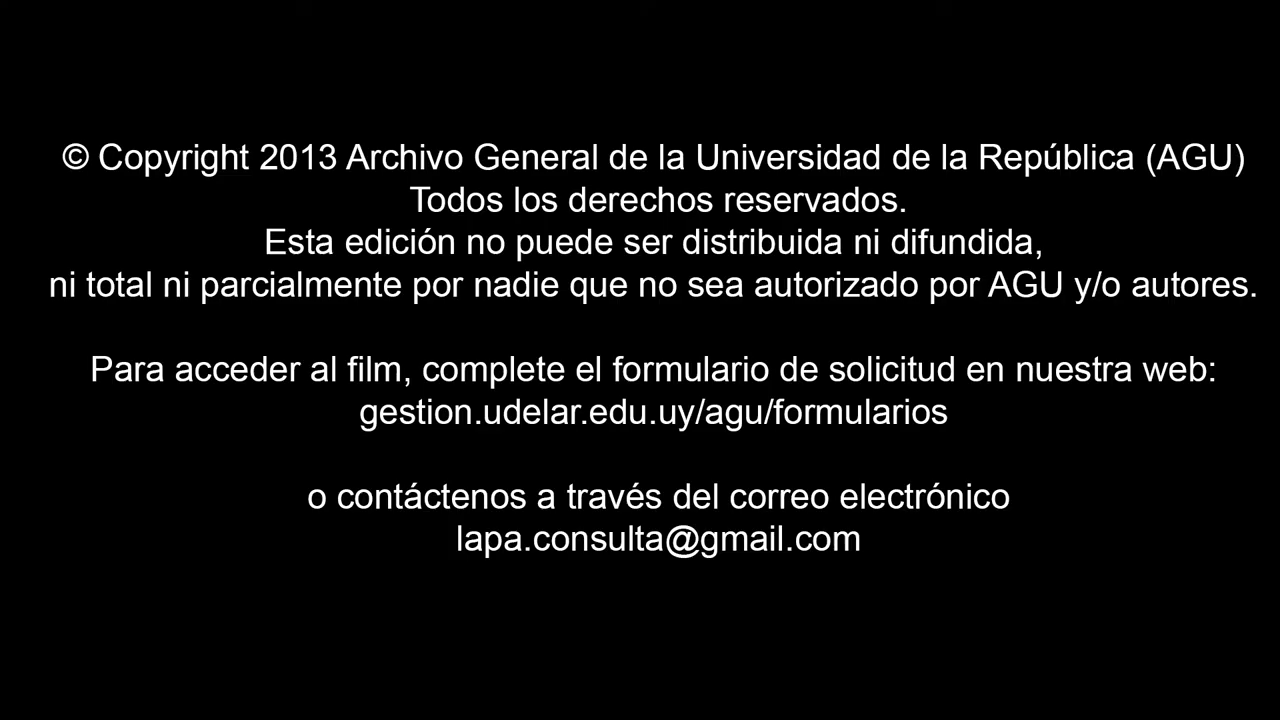 © Copyright 2013 Archivo General de la Universidad de la República (AGU)
Todos los derechos reservados.
Esta edición no puede ser distribuida ni difundida,
ni total ni parcialmente por nadie que no sea autorizado por AGU y/o autores.
Para acceder al film, complete el formulario de solicitud en nuestra web:
gestion.udelar.edu.uy/agu/formularios
o contáctenos a través del correo electrónico
lapa.consulta@gmail.com